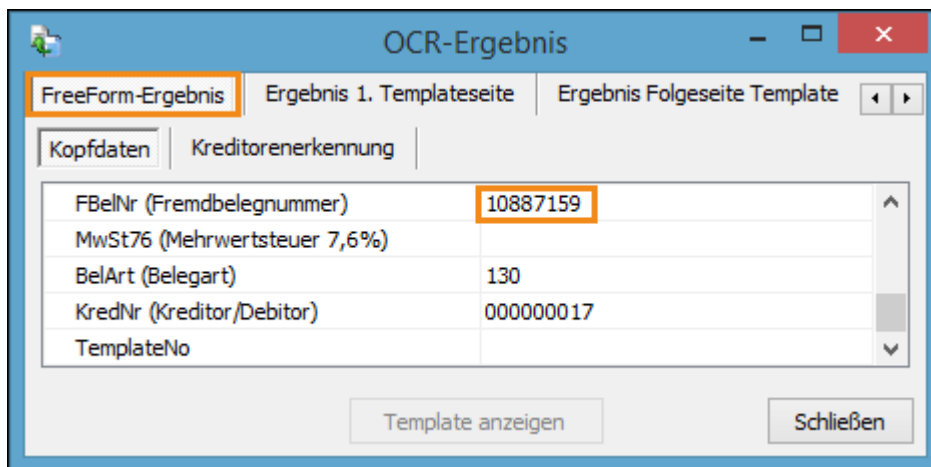 OCR-Ergebnis
FreeForm-Ergebnis Ergebnis 1. Templateseite Ergebnis Folgeseite Template
Kopfdaten Kreditorenerkennung
FBelNr (Fremdbelegnummer) 10887159
MwSt76 (Mehrwertsteuer 7,6%)
BelArt (Belegart) 130
KredNr (Kreditor/Debitor) 000000017
TemplateNo
Template anzeigen Schließen